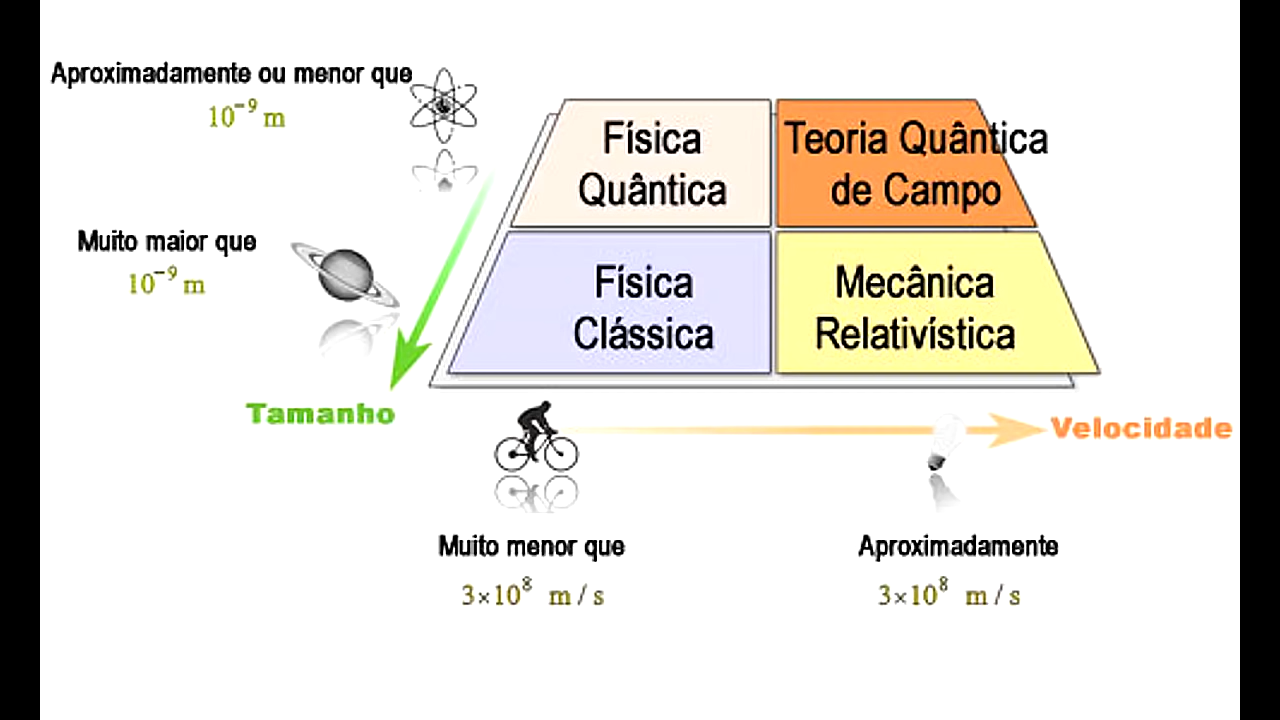 Aproximadamente ou menor que
10⁻⁹ m
Física
Quântica
Teoria Quântica
de Campo
Muito maior que
10⁻⁹ m
Física
Clássica
Mecânica
Relativística
Tamanho
Velocidade
Muito menor que
3×10⁸ m / s
Aproximadamente
3×10⁸ m / s